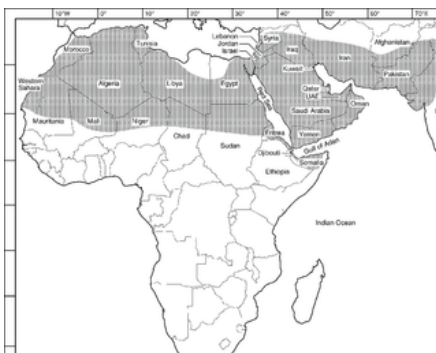 10°W 0° 10° 20° 30° 40° 50° 60° 70°E
Lebanon
Jordan
Israel
Syria
Iraq
Iran
Afghanistan
Kuwait
Pakistan
Morocco
Tunisia
Western
Sahara
Algeria
Libya
Egypt
Qatar
UAE
Saudi Arabia
Oman
Red Sea
Mauritania
Mali
Niger
Chad
Sudan
Eritrea
Yemen
Gulf of Aden
Djibouti
Somalia
Ethiopia
Indian Ocean